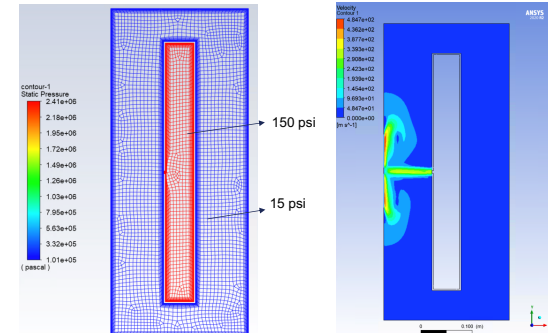 contour-1
Static Pressure
2.41e+06
2.18e+06
1.95e+06
1.72e+06
1.49e+06
1.26e+06
1.03e+06
7.95e+05
5.63e+05
3.32e+05
1.01e+05
( pascal )
150 psi
15 psi
Velocity
Contour 1
4.847e+02
4.362e+02
3.877e+02
3.393e+02
2.908e+02
2.423e+02
1.939e+02
1.454e+02
9.693e+01
4.847e+01
0.000e+00
[m s^-1]
ANSYS
0
0.100
(m)